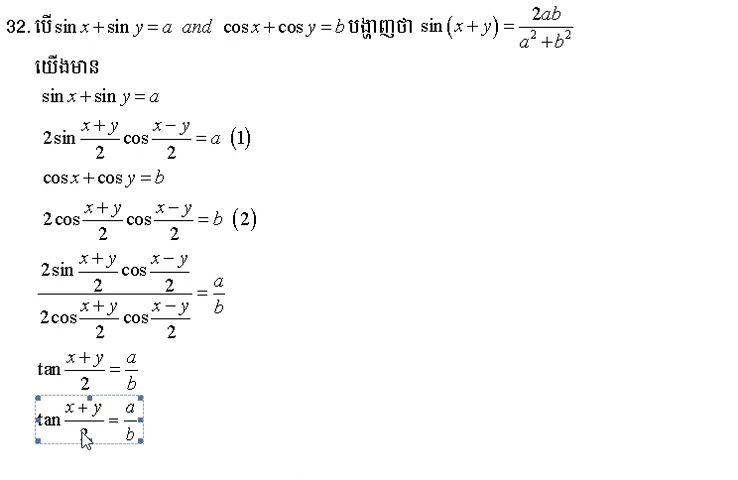 32. បើ sin x + sin y = a and cos x + cos y = b បង្ហាញថា sin(x + y) = 2ab / (a² + b²)
យើងមាន
sin x + sin y = a
2 sin (x + y)/2 cos (x − y)/2 = a (1)
cos x + cos y = b
2 cos (x + y)/2 cos (x − y)/2 = b (2)
(2 sin (x + y)/2 cos (x − y)/2) / (2 cos (x + y)/2 cos (x − y)/2) = a/b
tan (x + y)/2 = a/b
tan (x + y)/2 = a/b